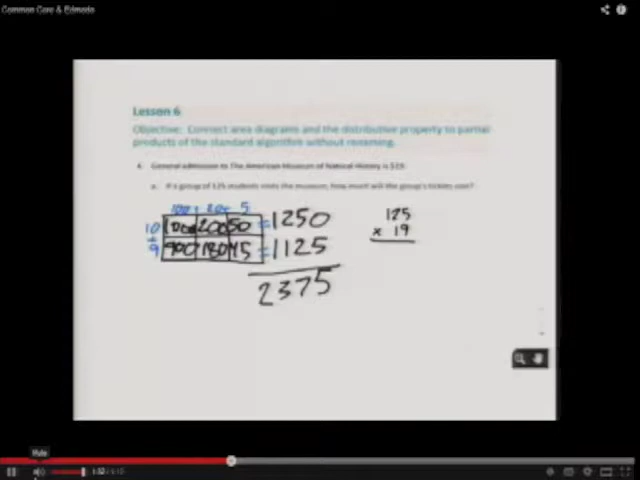 Common Core & Edmodo
Lesson 6
Objective: Connect area diagrams and the distributive property to partial
products of the standard algorithm without renaming.
4. General admission to The American Museum of Natural History is $19.
a. If a group of 125 students visits the museum, how much will the group's tickets cost?
100 + 20 + 5
10 1000 200 50 = 1250
+
9 900 180 45 = 1125
2375
125
x 19
Mute